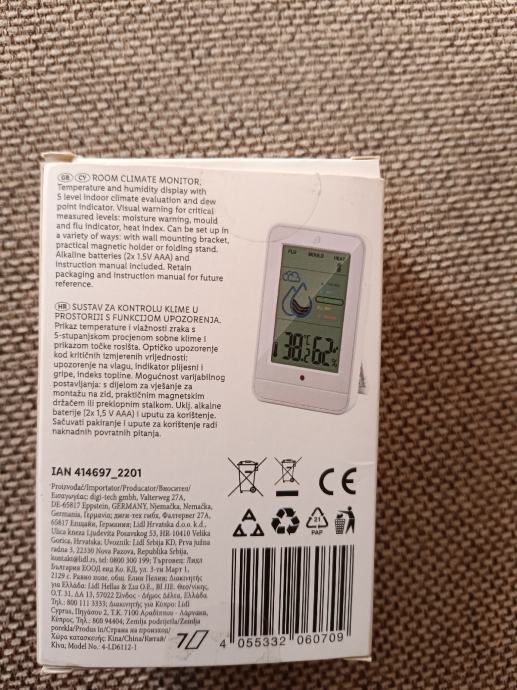 GB CY ROOM CLIMATE MONITOR.
Temperature and humidity display with
5 level indoor climate evaluation and dew
point indicator. Visual warning for critical
measured levels: moisture warning, mould
and flu indicator, heat index. Can be set up in
a variety of ways: with wall mounting bracket,
practical magnetic holder or folding stand.
Alkaline batteries (2x 1.5V AAA) and
instruction manual included. Retain
packaging and instruction manual for future
reference.
HR SUSTAV ZA KONTROLU KLIME U
PROSTORIJI S FUNKCIJOM UPOZORENJA.
Prikaz temperature i vlažnosti zraka s
5-stupanjskom procjenom sobne klime i
prikazom točke rosišta. Optičko upozorenje
kod kritičnih izmjerenih vrijednosti:
upozorenje na vlagu, indikator plijesni i
gripe, indeks topline. Mogućnost varijabilnog
postavljanja: s dijelom za vješanje za
montažu na zid, praktičnim magnetskim
držačem ili preklopnim stalkom. Uklj. alkalne
baterije (2x 1,5 V AAA) i uputu za korištenje.
Sačuvati pakiranje i upute za korištenje radi
naknadnih povratnih pitanja.
FLU MOULD HEAT
38.2 62
IAN 414697_2201
Proizvođač/Importator/Producator/Вносител/
Εισαγωγέας: digi-tech gmbh, Valterweg 27A,
DE-65817 Eppstein, GERMANY, Njemačka, Nemačka,
Germania, Γερμανία; диги-тех гмбх, Фалтервег 27А,
65817 Епщайн, Германия; Lidl Hrvatska d.o.o. k.d.,
Ulica kneza Ljudevita Posavskog 53, HR-10410 Velika
Gorica, Hrvatska; Uvoznik: Lidl Srbija KD, Prva južna
radna 3, 22330 Nova Pazova, Republika Srbija,
kontakt@lidl.rs, tel: 0800 300 199; Търговец: Лидл
България ЕООД енд Ко. КД, ул. 3-ти Март 1,
2129 с. Равно поле, общ. Елин Пелин; Διακινητής
για Ελλάδα: Lidl Hellas & Σια Ο.Ε.,
Ο.Τ. 31, ΔΑ 13, 57022 Σίνδος - Δήμος Δέλτα, Ελλάδα
Τηλ.: 800 111 3333; Διακινητής για Κύπρο: Lidl
Cyprus, Πηγάσου 2, Τ.Κ. 7100 Αραδίππου - Λάρνακα,
Κύπρος, Τηλ.: 800 94 904; Zemlja podrijetla/Zemlja
porekla/Produs în/Страна на произход/
Χώρα κατασκευής: Kina/China/Китай/
Κίνα; Model No.: 4-LD6112-1
CE
21
PAP
7
4 055332 060709